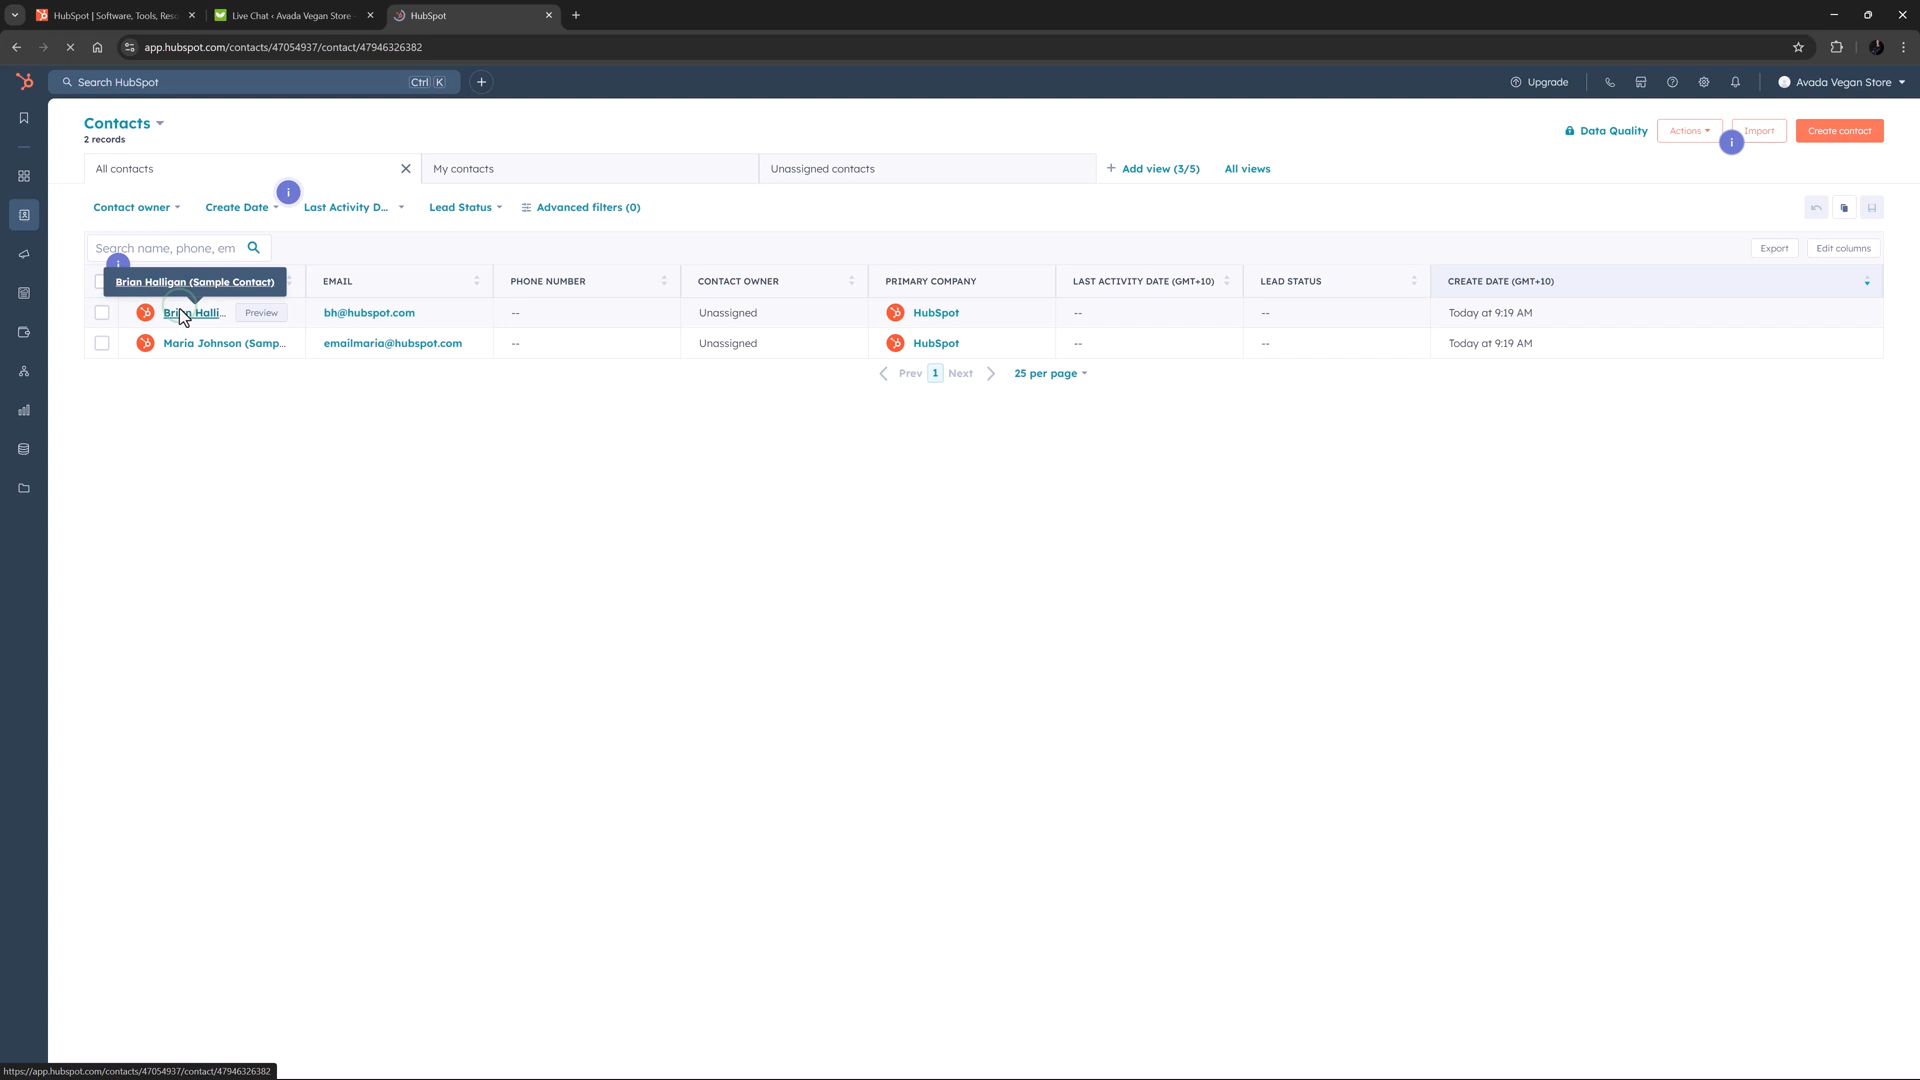 HubSpot | Software, Tools, Reso
Live Chat ‹ Avada Vegan Store
HubSpot
app.hubspot.com/contacts/47054937/contact/47946326382
Search HubSpot
Ctrl K
Upgrade
Avada Vegan Store
Contacts
2 records
Data Quality
Actions
Import
Create contact
i
All contacts
My contacts
Unassigned contacts
Add view (3/5)
All views
i
Contact owner
Create Date
Last Activity D...
Lead Status
Advanced filters (0)
Search name, phone, em
Export
Edit columns
i
Brian Halligan (Sample Contact)
EMAIL
PHONE NUMBER
CONTACT OWNER
PRIMARY COMPANY
LAST ACTIVITY DATE (GMT+10)
LEAD STATUS
CREATE DATE (GMT+10)
Brian Halli...
Preview
bh@hubspot.com
--
Unassigned
HubSpot
--
--
Today at 9:19 AM
Maria Johnson (Samp...
emailmaria@hubspot.com
--
Unassigned
HubSpot
--
--
Today at 9:19 AM
Prev
1
Next
25 per page
https://app.hubspot.com/contacts/47054937/contact/47946326382